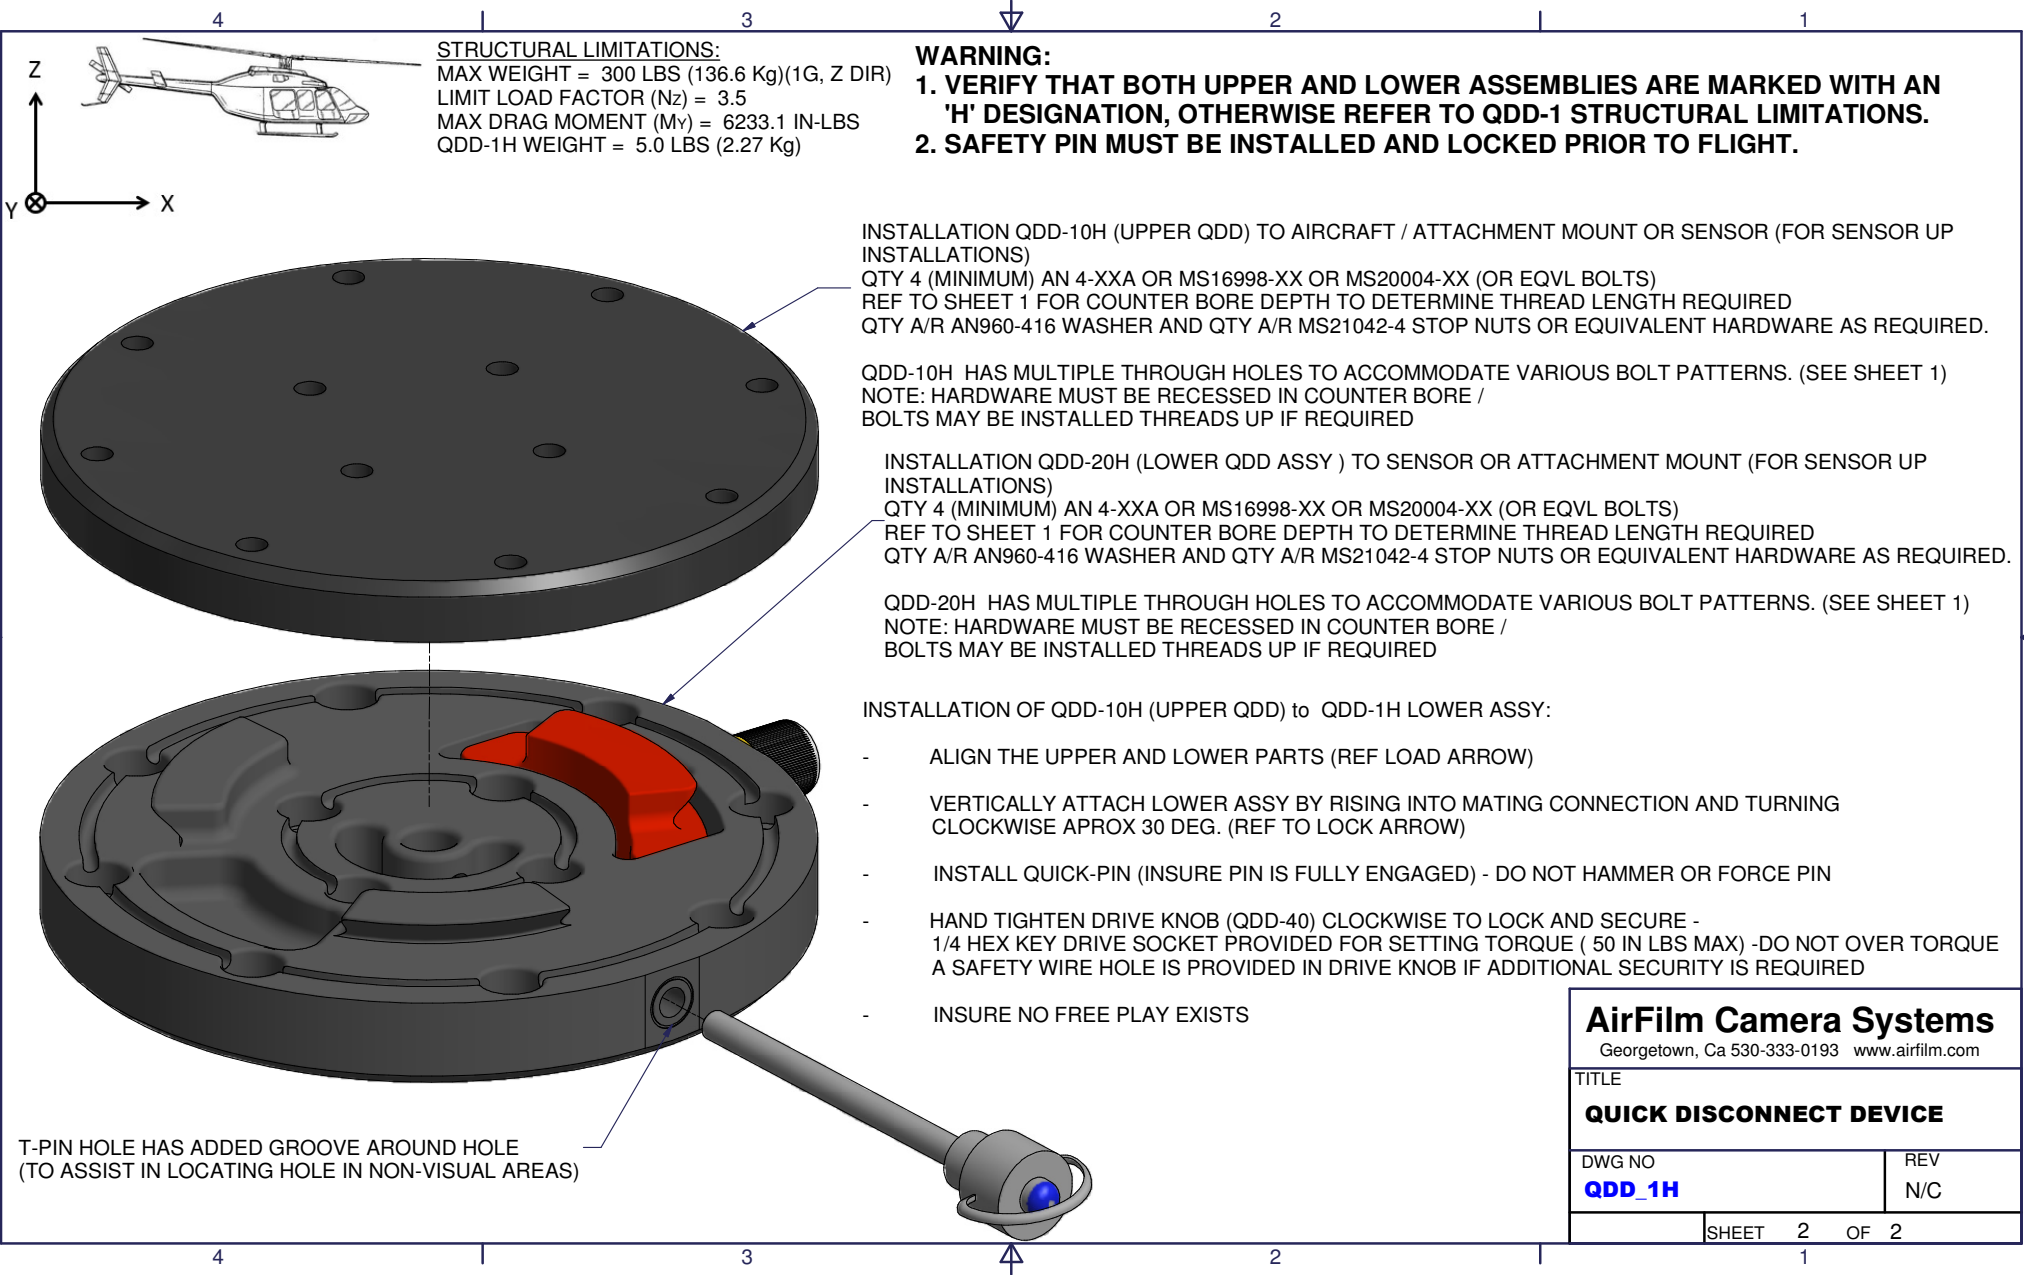 4 3 2 1
STRUCTURAL LIMITATIONS:
MAX WEIGHT = 300 LBS (136.6 Kg)(1G, Z DIR)
LIMIT LOAD FACTOR (Nz) = 3.5
MAX DRAG MOMENT (MY) = 6233.1 IN-LBS
QDD-1H WEIGHT = 5.0 LBS (2.27 Kg)
WARNING:
1. VERIFY THAT BOTH UPPER AND LOWER ASSEMBLIES ARE MARKED WITH AN
'H' DESIGNATION, OTHERWISE REFER TO QDD-1 STRUCTURAL LIMITATIONS.
2. SAFETY PIN MUST BE INSTALLED AND LOCKED PRIOR TO FLIGHT.
Z
Y
X
INSTALLATION QDD-10H (UPPER QDD) TO AIRCRAFT / ATTACHMENT MOUNT OR SENSOR (FOR SENSOR UP
INSTALLATIONS)
QTY 4 (MINIMUM) AN 4-XXA OR MS16998-XX OR MS20004-XX (OR EQVL BOLTS)
REF TO SHEET 1 FOR COUNTER BORE DEPTH TO DETERMINE THREAD LENGTH REQUIRED
QTY A/R AN960-416 WASHER AND QTY A/R MS21042-4 STOP NUTS OR EQUIVALENT HARDWARE AS REQUIRED.
QDD-10H HAS MULTIPLE THROUGH HOLES TO ACCOMMODATE VARIOUS BOLT PATTERNS. (SEE SHEET 1)
NOTE: HARDWARE MUST BE RECESSED IN COUNTER BORE /
BOLTS MAY BE INSTALLED THREADS UP IF REQUIRED
INSTALLATION QDD-20H (LOWER QDD ASSY ) TO SENSOR OR ATTACHMENT MOUNT (FOR SENSOR UP
INSTALLATIONS)
QTY 4 (MINIMUM) AN 4-XXA OR MS16998-XX OR MS20004-XX (OR EQVL BOLTS)
REF TO SHEET 1 FOR COUNTER BORE DEPTH TO DETERMINE THREAD LENGTH REQUIRED
QTY A/R AN960-416 WASHER AND QTY A/R MS21042-4 STOP NUTS OR EQUIVALENT HARDWARE AS REQUIRED.
QDD-20H HAS MULTIPLE THROUGH HOLES TO ACCOMMODATE VARIOUS BOLT PATTERNS. (SEE SHEET 1)
NOTE: HARDWARE MUST BE RECESSED IN COUNTER BORE /
BOLTS MAY BE INSTALLED THREADS UP IF REQUIRED
INSTALLATION OF QDD-10H (UPPER QDD) to QDD-1H LOWER ASSY:
- ALIGN THE UPPER AND LOWER PARTS (REF LOAD ARROW)
- VERTICALLY ATTACH LOWER ASSY BY RISING INTO MATING CONNECTION AND TURNING
CLOCKWISE APROX 30 DEG. (REF TO LOCK ARROW)
- INSTALL QUICK-PIN (INSURE PIN IS FULLY ENGAGED) - DO NOT HAMMER OR FORCE PIN
- HAND TIGHTEN DRIVE KNOB (QDD-40) CLOCKWISE TO LOCK AND SECURE -
1/4 HEX KEY DRIVE SOCKET PROVIDED FOR SETTING TORQUE ( 50 IN LBS MAX) -DO NOT OVER TORQUE
A SAFETY WIRE HOLE IS PROVIDED IN DRIVE KNOB IF ADDITIONAL SECURITY IS REQUIRED
- INSURE NO FREE PLAY EXISTS
T-PIN HOLE HAS ADDED GROOVE AROUND HOLE
(TO ASSIST IN LOCATING HOLE IN NON-VISUAL AREAS)
AirFilm Camera Systems
Georgetown, Ca 530-333-0193 www.airfilm.com
TITLE
QUICK DISCONNECT DEVICE
DWG NO
QDD_1H
REV
N/C
SHEET 2 OF 2
4 3 2 1